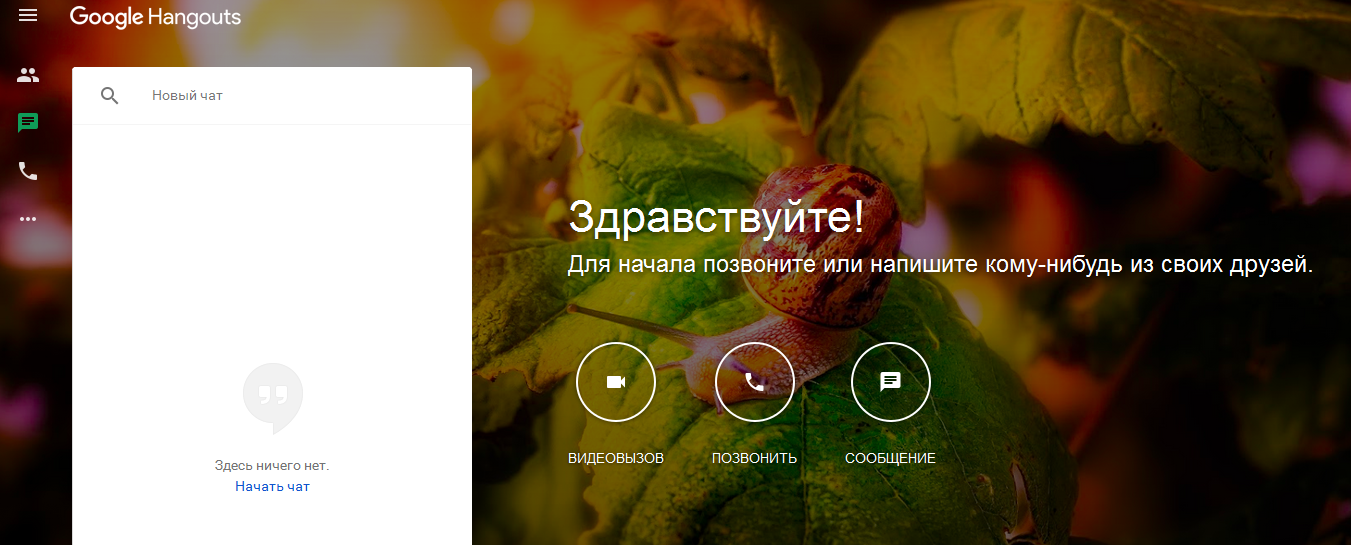 Google Hangouts
Новый чат
Здравствуйте!
Для начала позвоните или напишите кому-нибудь из своих друзей.
ВИДЕОВЫЗОВ
ПОЗВОНИТЬ
СООБЩЕНИЕ
Здесь ничего нет.
Начать чат